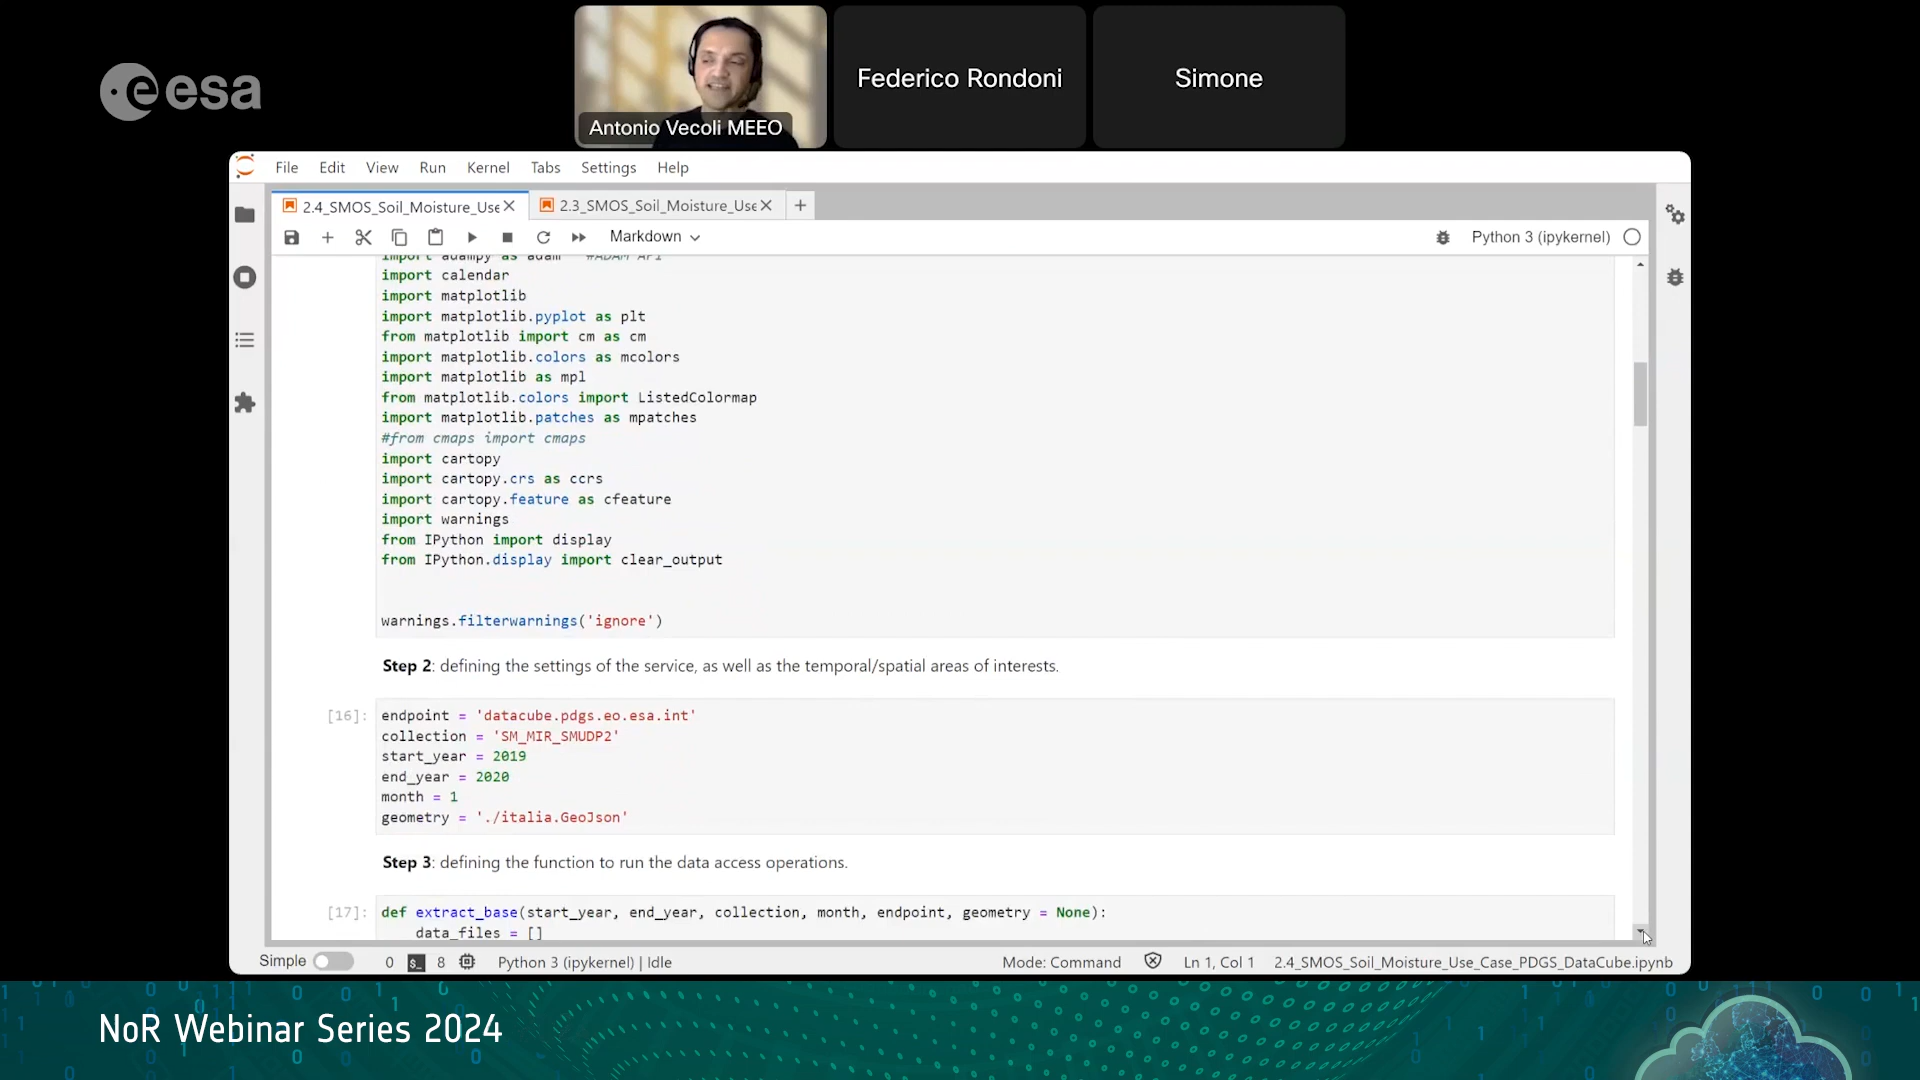 esa
Antonio Vecoli MEEO
Federico Rondoni
Simone
File Edit View Run Kernel Tabs Settings Help
2.4_SMOS_Soil_Moisture_Use
2.3_SMOS_Soil_Moisture_Use
Markdown
Python 3 (ipykernel)
import adampy as adam #ADAM API
import calendar
import matplotlib
import matplotlib.pyplot as plt
from matplotlib import cm as cm
import matplotlib.colors as mcolors
import matplotlib as mpl
from matplotlib.colors import ListedColormap
import matplotlib.patches as mpatches
#from cmaps import cmaps
import cartopy
import cartopy.crs as ccrs
import cartopy.feature as cfeature
import warnings
from IPython import display
from IPython.display import clear_output
warnings.filterwarnings('ignore')
Step 2: defining the settings of the service, as well as the temporal/spatial areas of interests.
[16]: endpoint = 'datacube.pdgs.eo.esa.int'
collection = 'SM_MIR_SMUDP2'
start_year = 2019
end_year = 2020
month = 1
geometry = './italia.GeoJson'
Step 3: defining the function to run the data access operations.
[17]: def extract_base(start_year, end_year, collection, month, endpoint, geometry = None):
data_files = []
Simple 0 $_ 8 Python 3 (ipykernel) | Idle Mode: Command Ln 1, Col 1 2.4_SMOS_Soil_Moisture_Use_Case_PDGS_DataCube.ipynb
NoR Webinar Series 2024